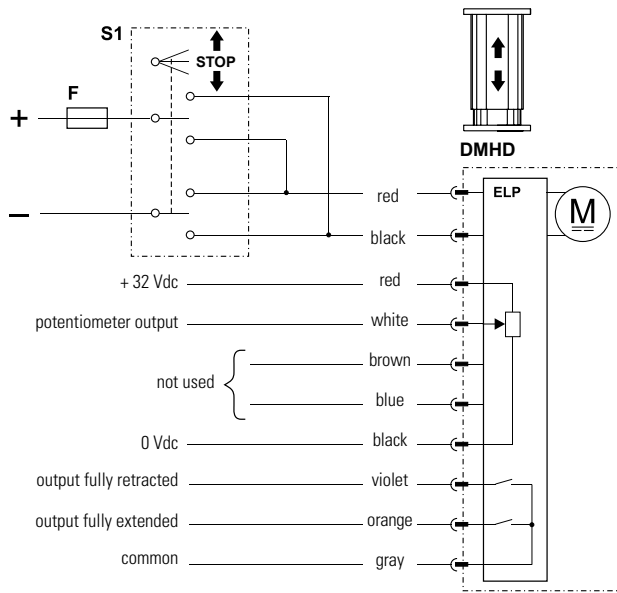 S1
STOP
F
+
–
DMHD
ELP
M
red
black
+ 32 Vdc red
potentiometer output white
not used
brown
blue
0 Vdc black
output fully retracted violet
output fully extended orange
common gray